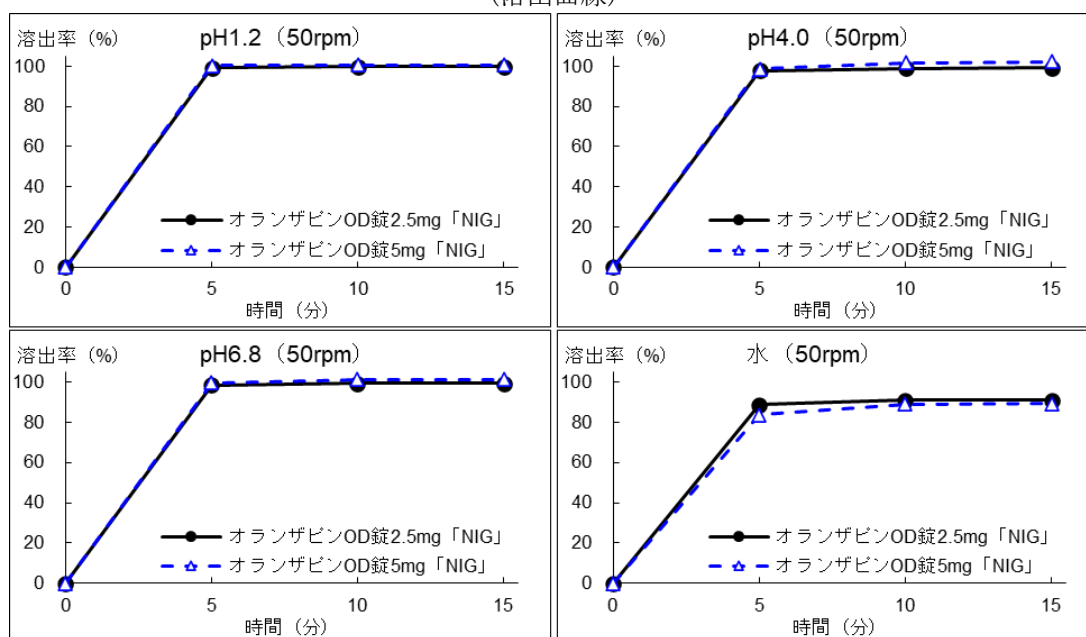 (溶出曲線)
溶出率 (%)
pH1.2 (50rpm)
100
80
60
40
20
0
オランザピンOD錠2.5mg「NIG」
オランザピンOD錠5mg「NIG」
0 5 10 15
時間 (分)
溶出率 (%)
pH4.0 (50rpm)
100
80
60
40
20
0
オランザピンOD錠2.5mg「NIG」
オランザピンOD錠5mg「NIG」
0 5 10 15
時間 (分)
溶出率 (%)
pH6.8 (50rpm)
100
80
60
40
20
0
オランザピンOD錠2.5mg「NIG」
オランザピンOD錠5mg「NIG」
0 5 10 15
時間 (分)
溶出率 (%)
水 (50rpm)
100
80
60
40
20
0
オランザピンOD錠2.5mg「NIG」
オランザピンOD錠5mg「NIG」
0 5 10 15
時間 (分)